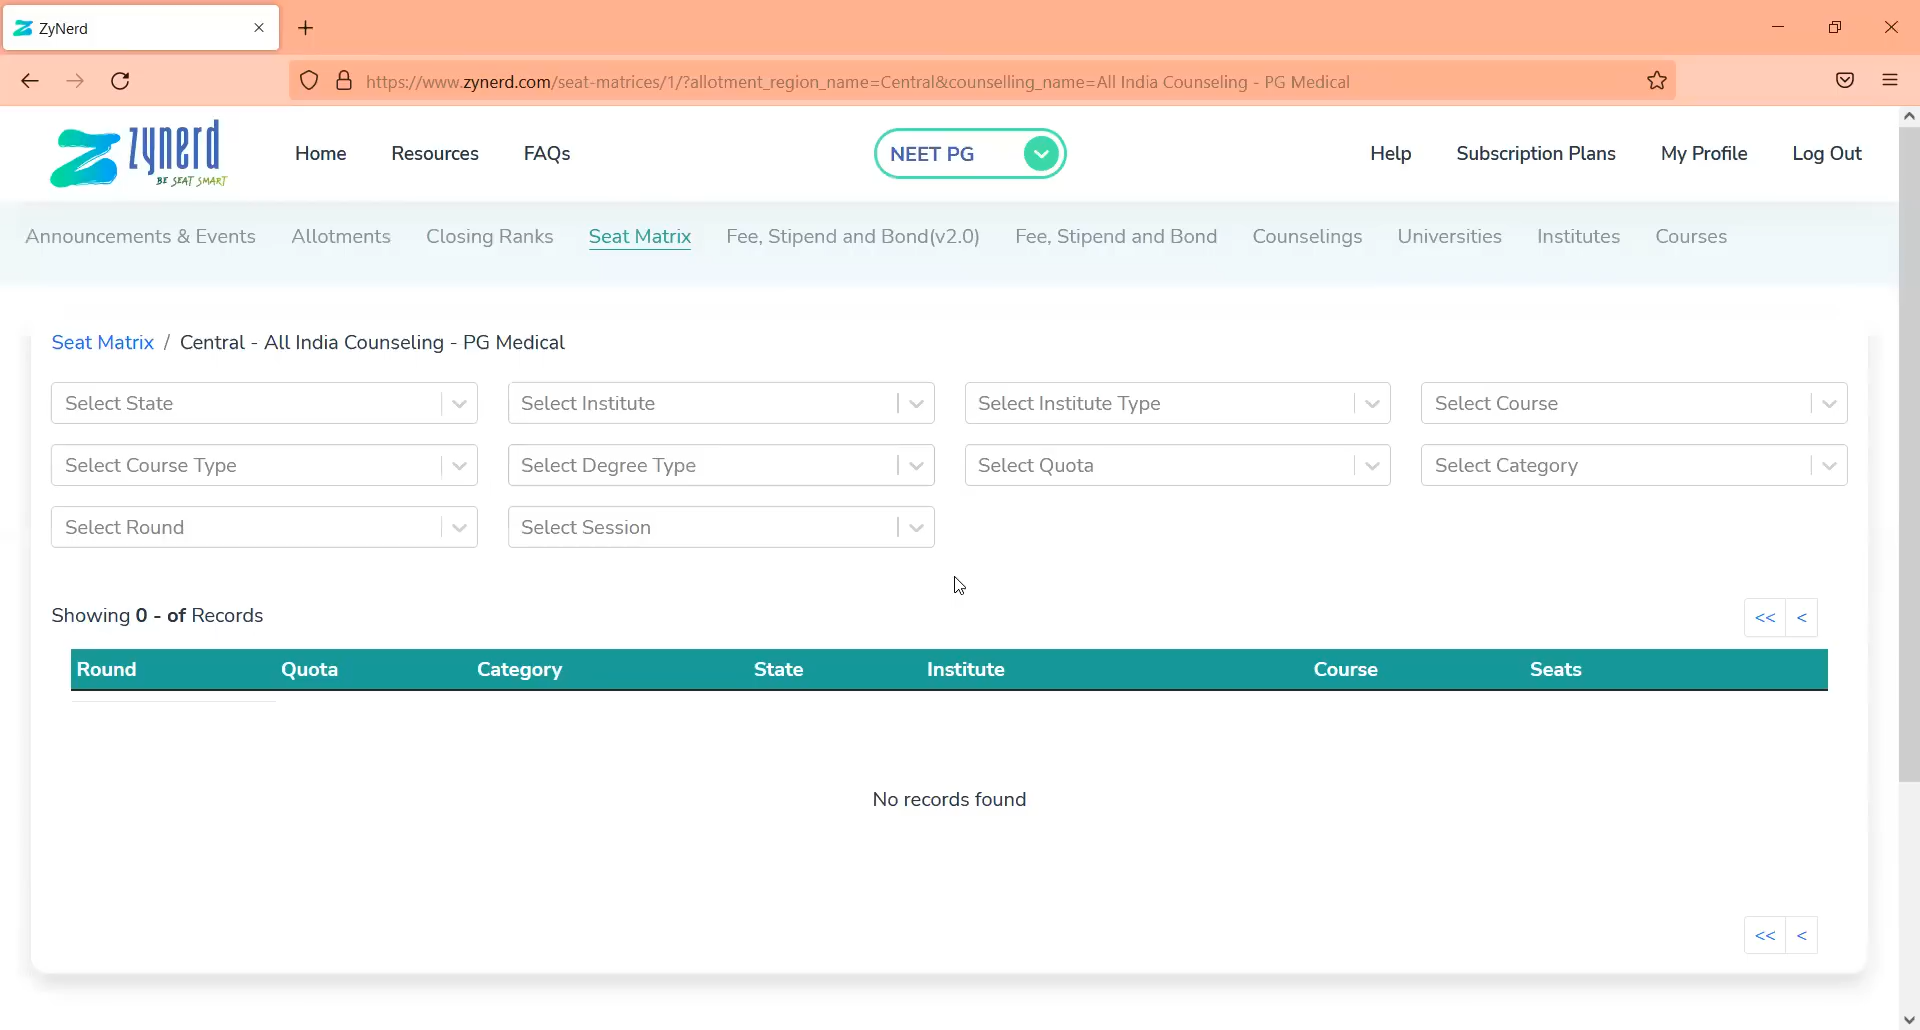 ZyNerd
https://www.zynerd.com/seat-matrices/1/?allotment_region_name=Central&counselling_name=All India Counseling - PG Medical
zynerd
BE SEAT SMART
Home Resources FAQs NEET PG Help Subscription Plans My Profile Log Out
Announcements & Events Allotments Closing Ranks Seat Matrix Fee, Stipend and Bond(v2.0) Fee, Stipend and Bond Counselings Universities Institutes Courses
Seat Matrix / Central - All India Counseling - PG Medical
Select State Select Institute Select Institute Type Select Course
Select Course Type Select Degree Type Select Quota Select Category
Select Round Select Session
Showing 0 - of Records << <
Round Quota Category State Institute Course Seats
No records found
<< <